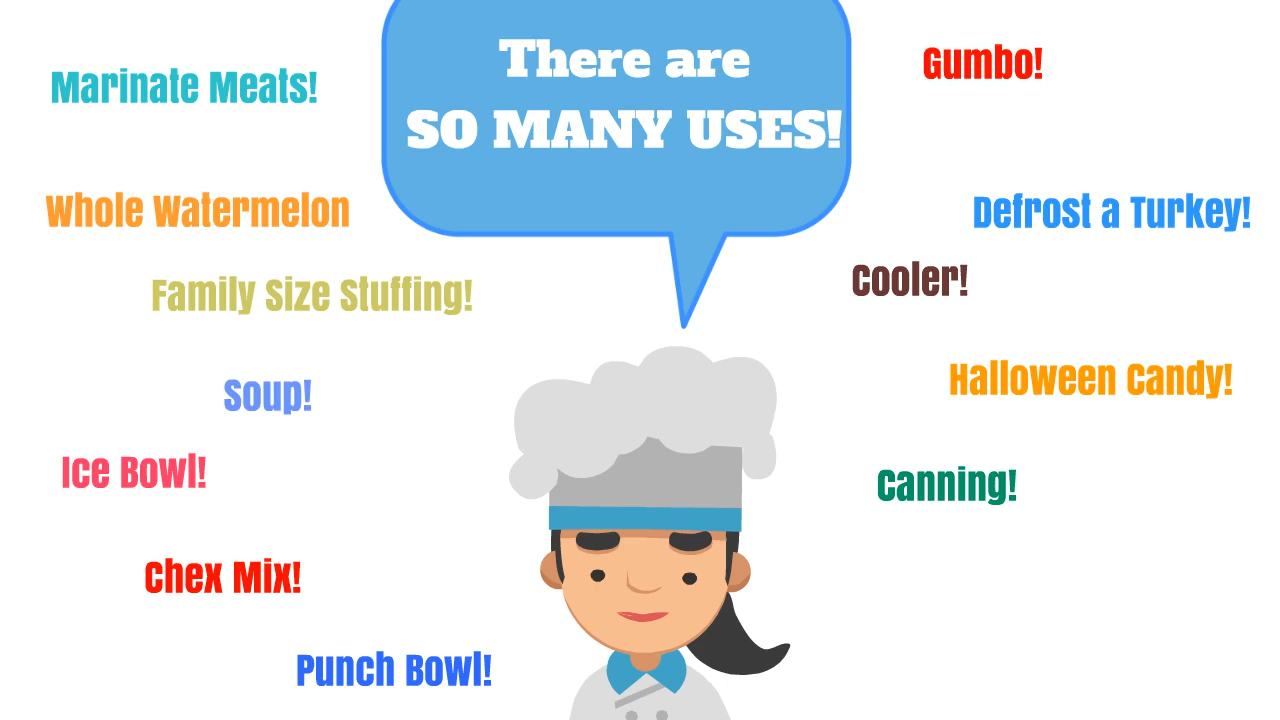 There are
SO MANY USES!
Marinate Meats!
Whole Watermelon
Family Size Stuffing!
Soup!
Ice Bowl!
Chex Mix!
Punch Bowl!
Gumbo!
Defrost a Turkey!
Cooler!
Halloween Candy!
Canning!